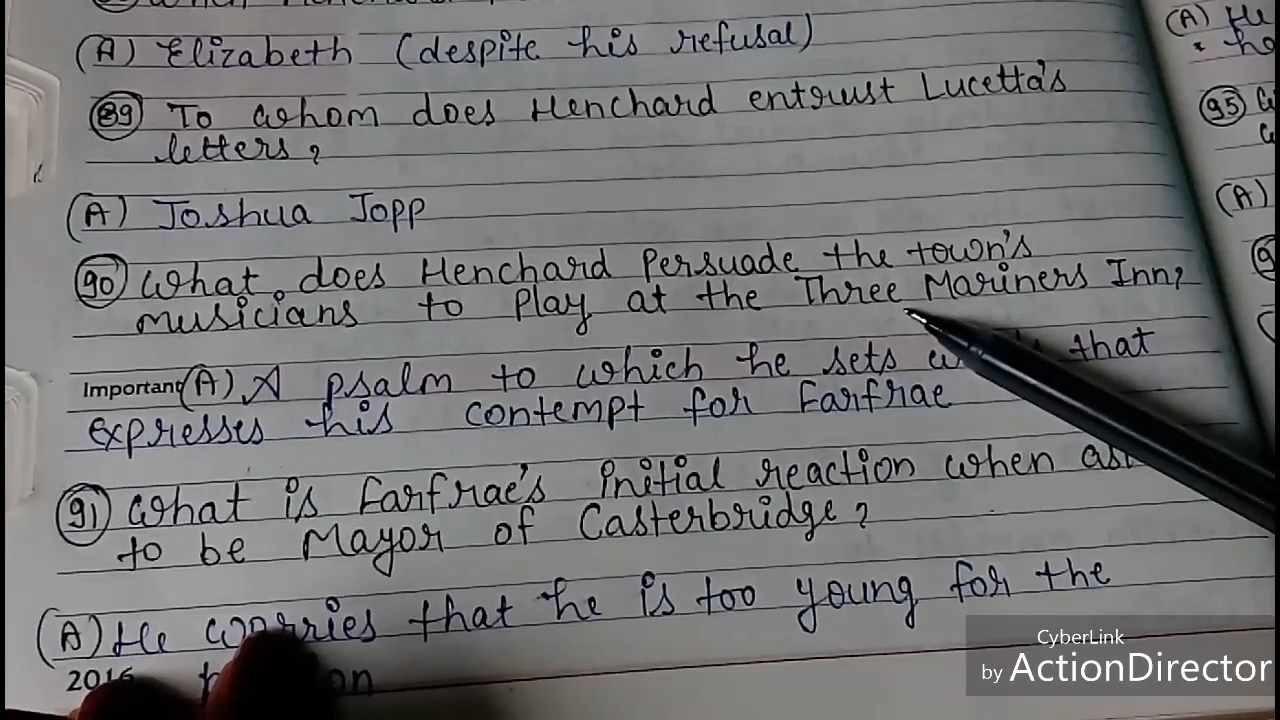 (A) Elizabeth (despite his refusal)
89 To whom does Henchard entrust Lucetta's
letters?
(A) Joshua Jopp
90 What does Henchard Persuade the town's
musicians to Play at the Three Mariners Inn?
Important (A) A psalm to which he sets that
expresses his contempt for Farfrae
91 What is Farfrae's Initial reaction when
to be Mayor of Casterbridge?
(A) He worries that he is too young for the
2016
(A) He
95
(A)
CyberLink
by ActionDirector